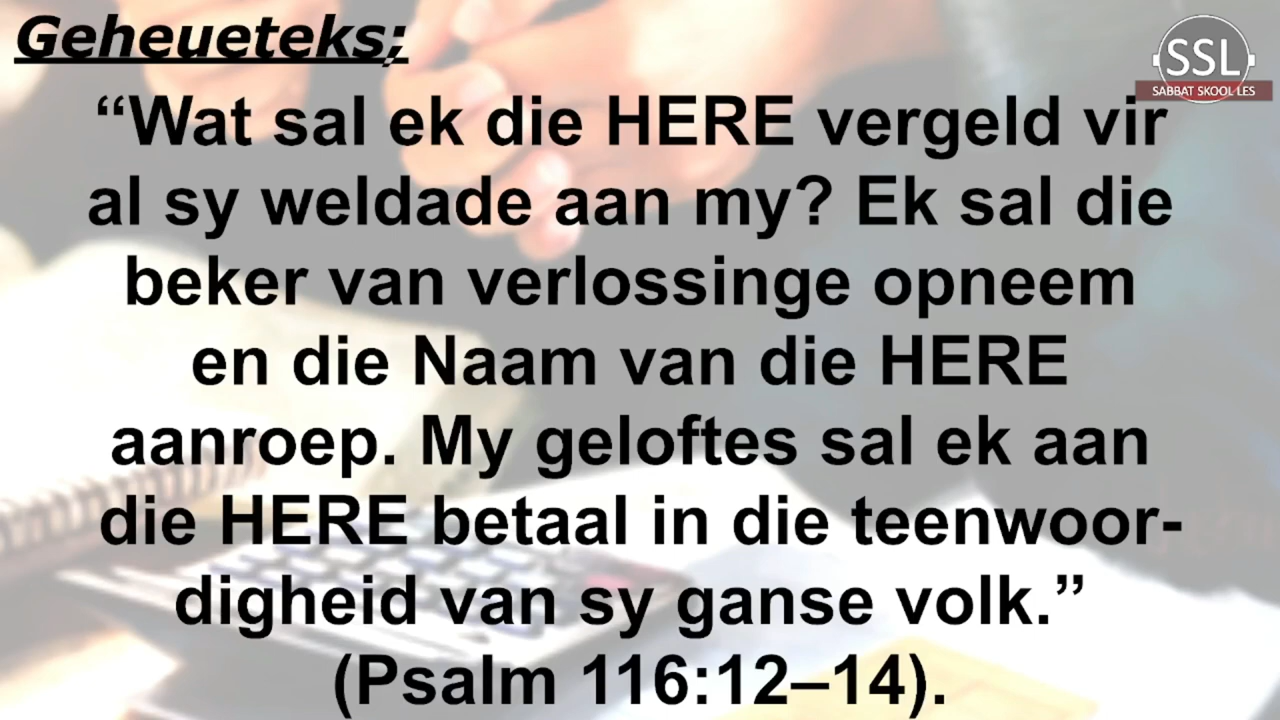 Geheueteks;
SSL
SABBAT SKOOL LES
“Wat sal ek die HERE vergeld vir
al sy weldade aan my? Ek sal die
beker van verlossinge opneem
en die Naam van die HERE
aanroep. My geloftes sal ek aan
die HERE betaal in die teenwoor-
digheid van sy ganse volk.”
(Psalm 116:12–14).